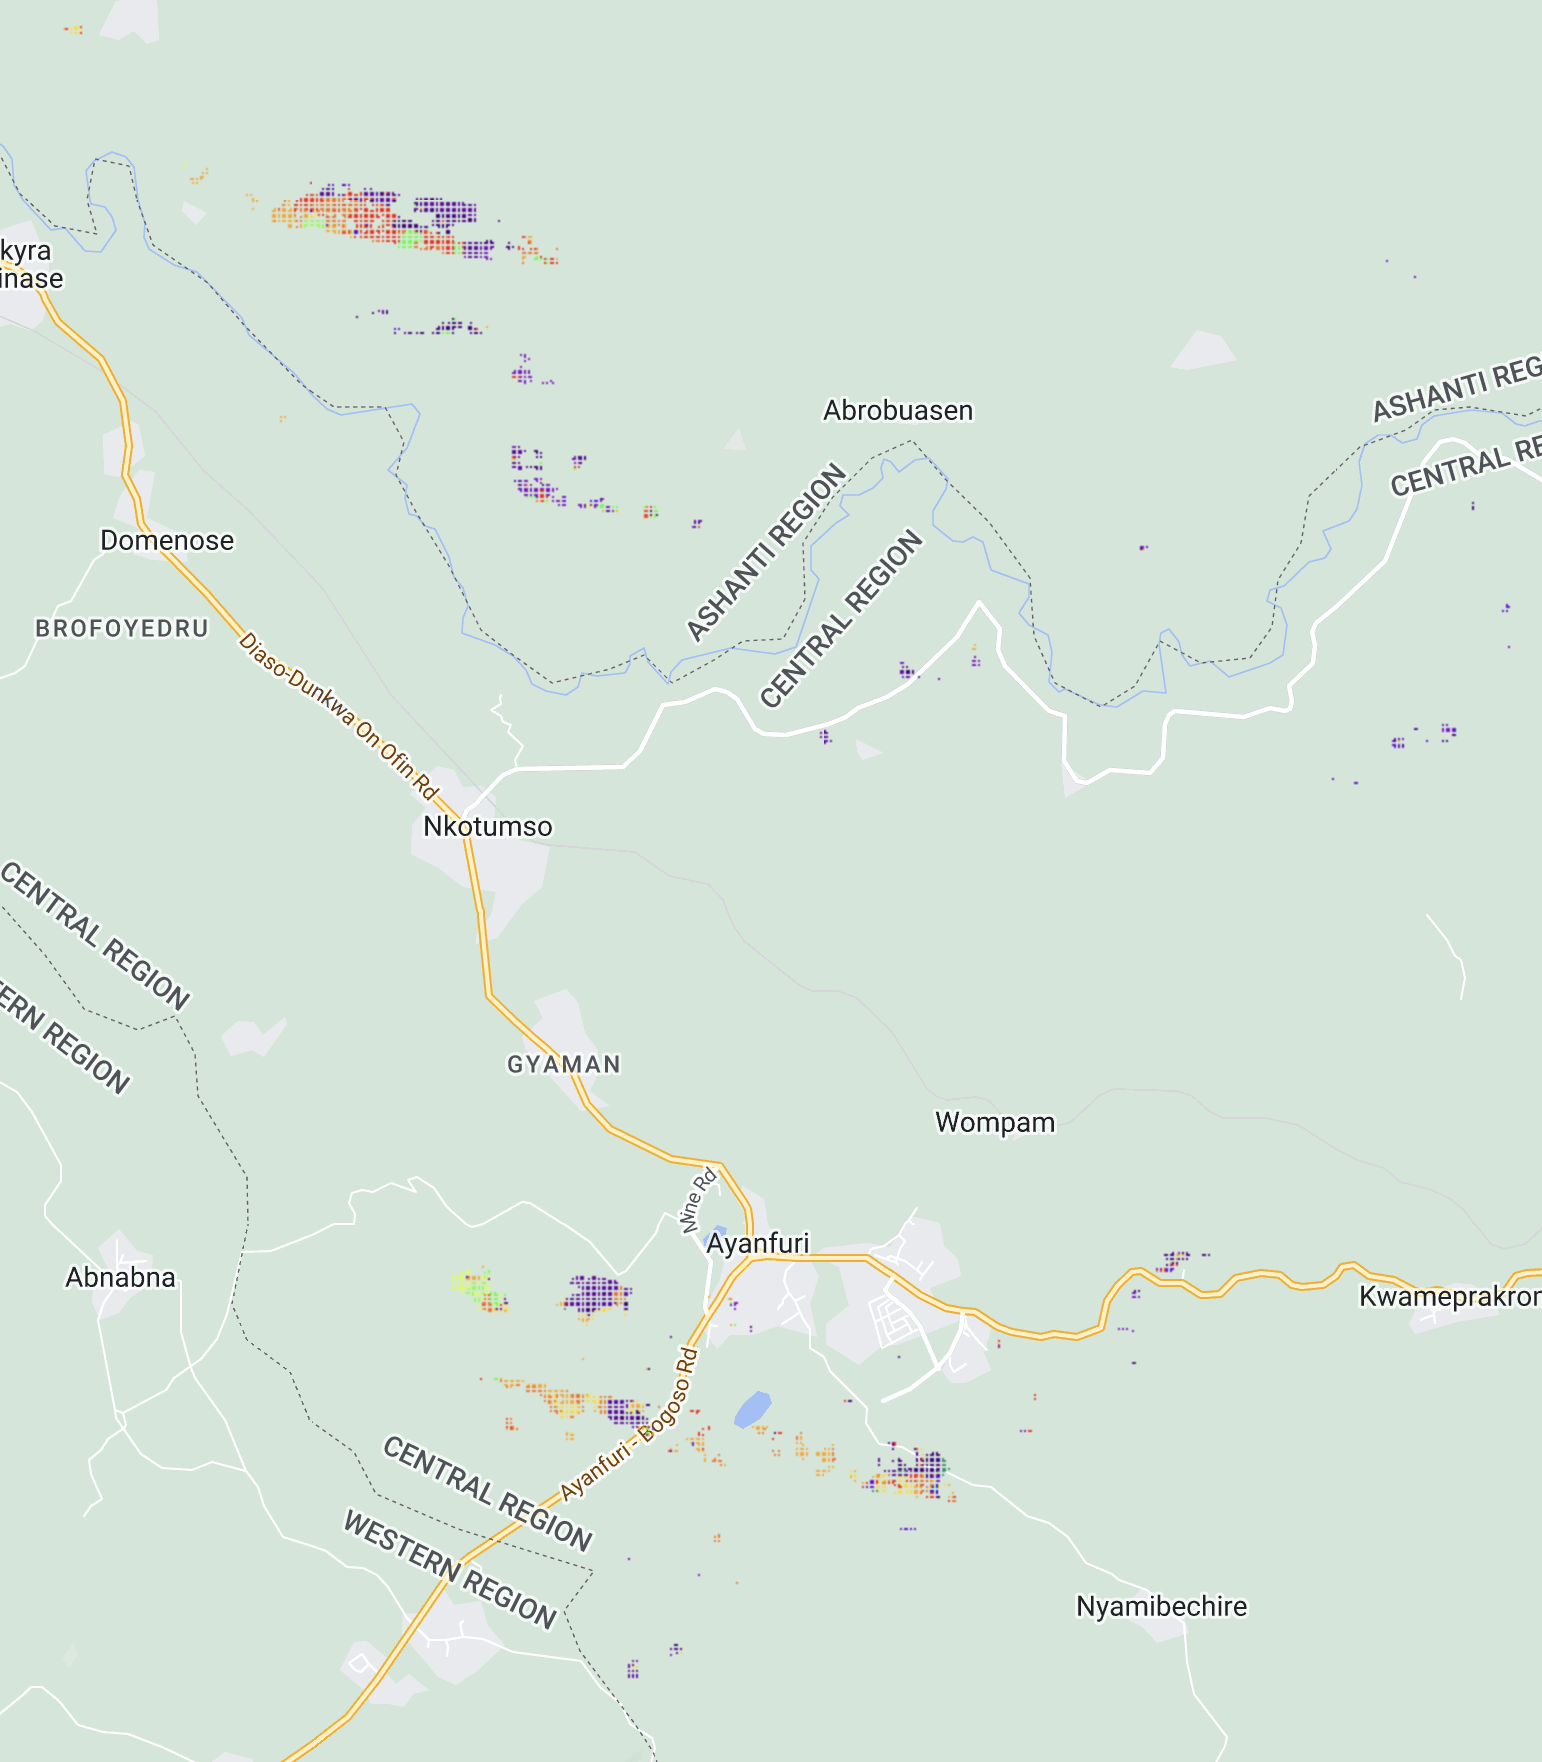 kyra
inase
Abrobuasen
ASHANTI REG
CENTRAL RE
ASHANTI REGION
CENTRAL REGION
Domenose
BROFOYEDRU
Diaso-Dunkwa On Ofin Rd
Nkotumso
CENTRAL REGION
ERN REGION
GYAMAN
Wompam
Mine Rd
Ayanfuri
Abnabna
Kwameprakron
Ayanfuri - Bogoso Rd
CENTRAL REGION
WESTERN REGION
Nyamibechire